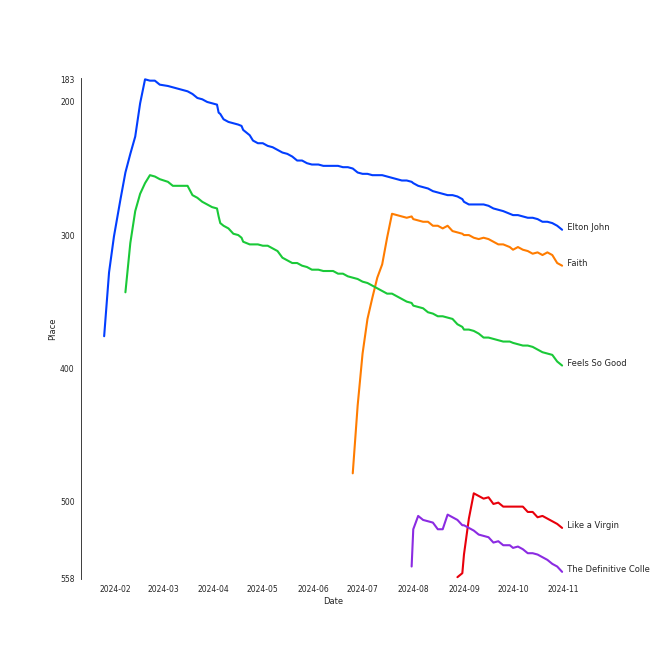 183
200
300
400
500
558
Place
Elton John
Faith
Feels So Good
Like a Virgin
The Definitive Colle
2024-02 2024-03 2024-04 2024-05 2024-06 2024-07 2024-08 2024-09 2024-10 2024-11
Date